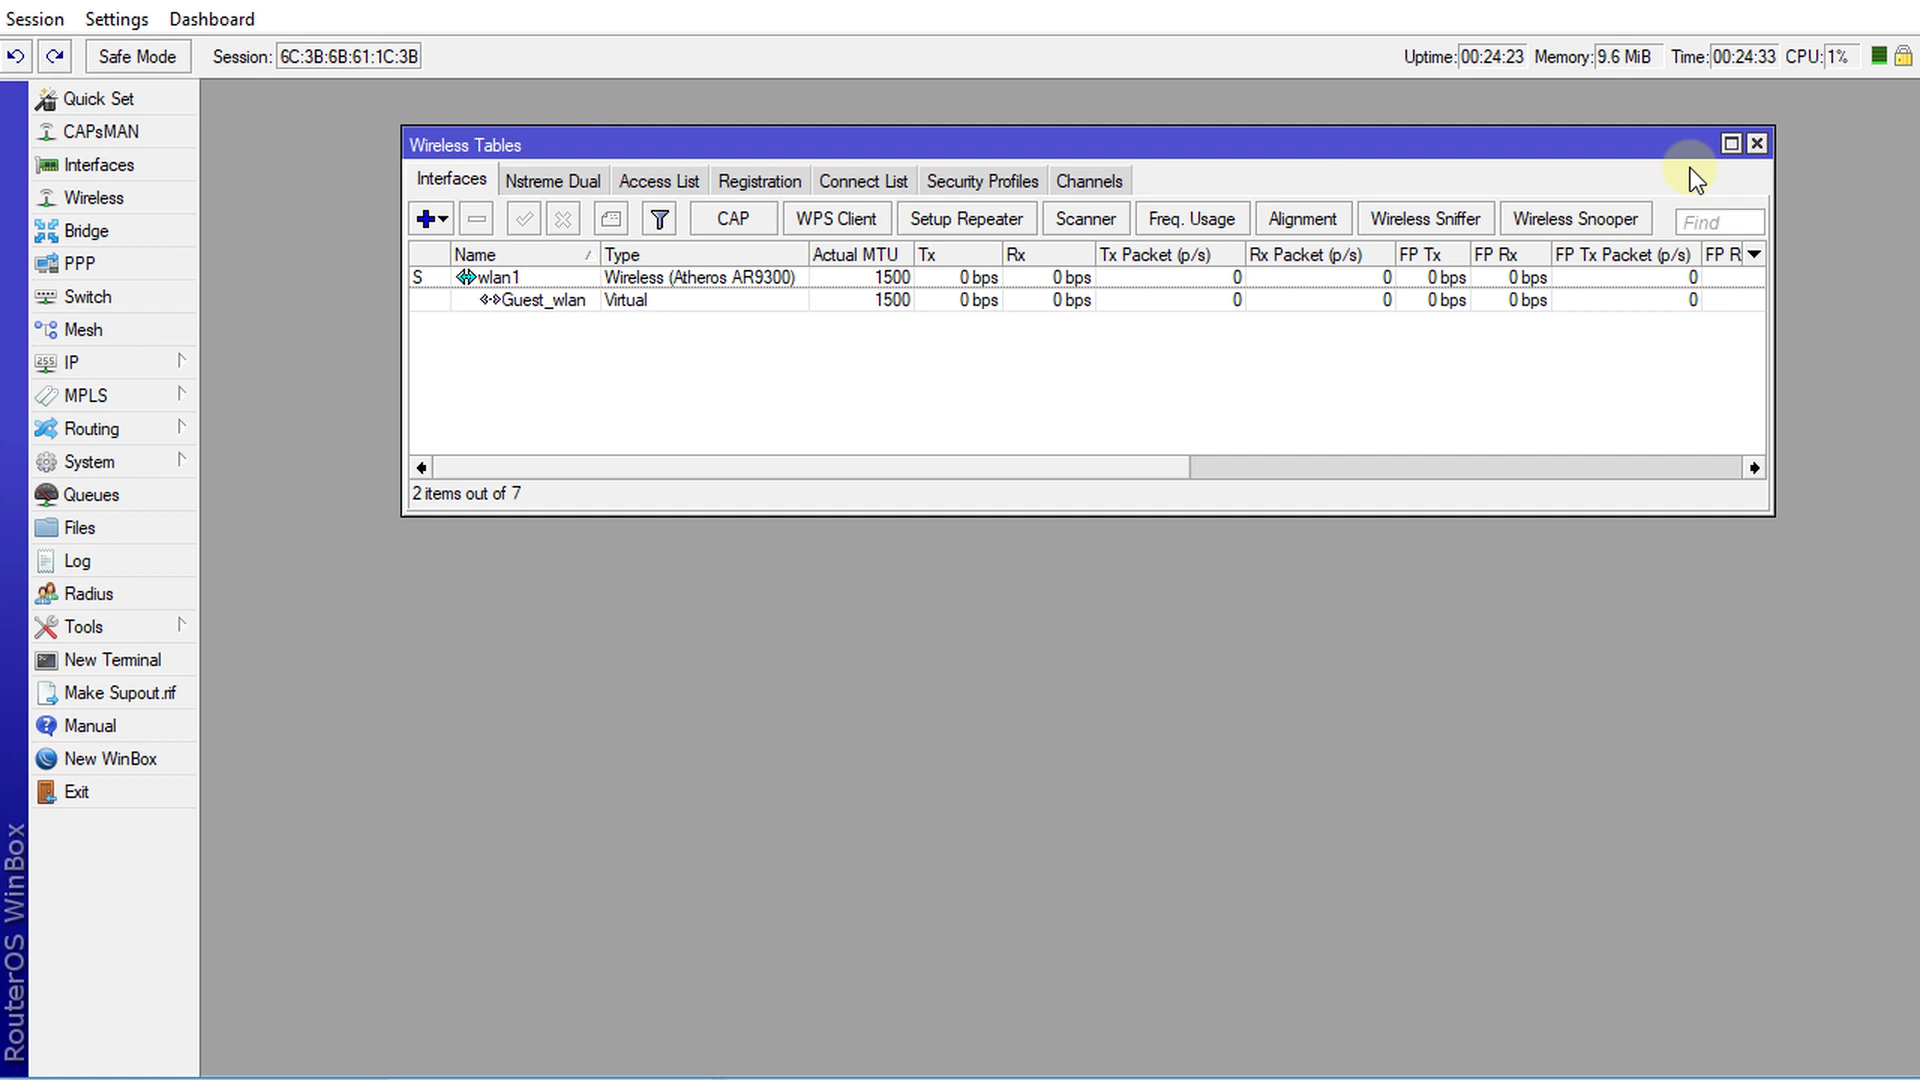 Session Settings Dashboard
Safe Mode Session: 6C:3B:6B:61:1C:3B Uptime: 00:24:23 Memory: 9.6 MiB Time: 00:24:33 CPU: 1%
Quick Set
CAPsMAN
Interfaces
Wireless
Bridge
PPP
Switch
Mesh
255 IP
MPLS
Routing
System
Queues
Files
Log
Radius
Tools
New Terminal
Make Supout.rif
Manual
New WinBox
Exit
RouterOS WinBox
Wireless Tables
Interfaces Nstreme Dual Access List Registration Connect List Security Profiles Channels
CAP WPS Client Setup Repeater Scanner Freq. Usage Alignment Wireless Sniffer Wireless Snooper Find
Name / Type Actual MTU Tx Rx Tx Packet (p/s) Rx Packet (p/s) FP Tx FP Rx FP Tx Packet (p/s) FP R
S wlan1 Wireless (Atheros AR9300) 1500 0 bps 0 bps 0 0 0 bps 0 bps 0
Guest_wlan Virtual 1500 0 bps 0 bps 0 0 0 bps 0 bps 0
2 items out of 7